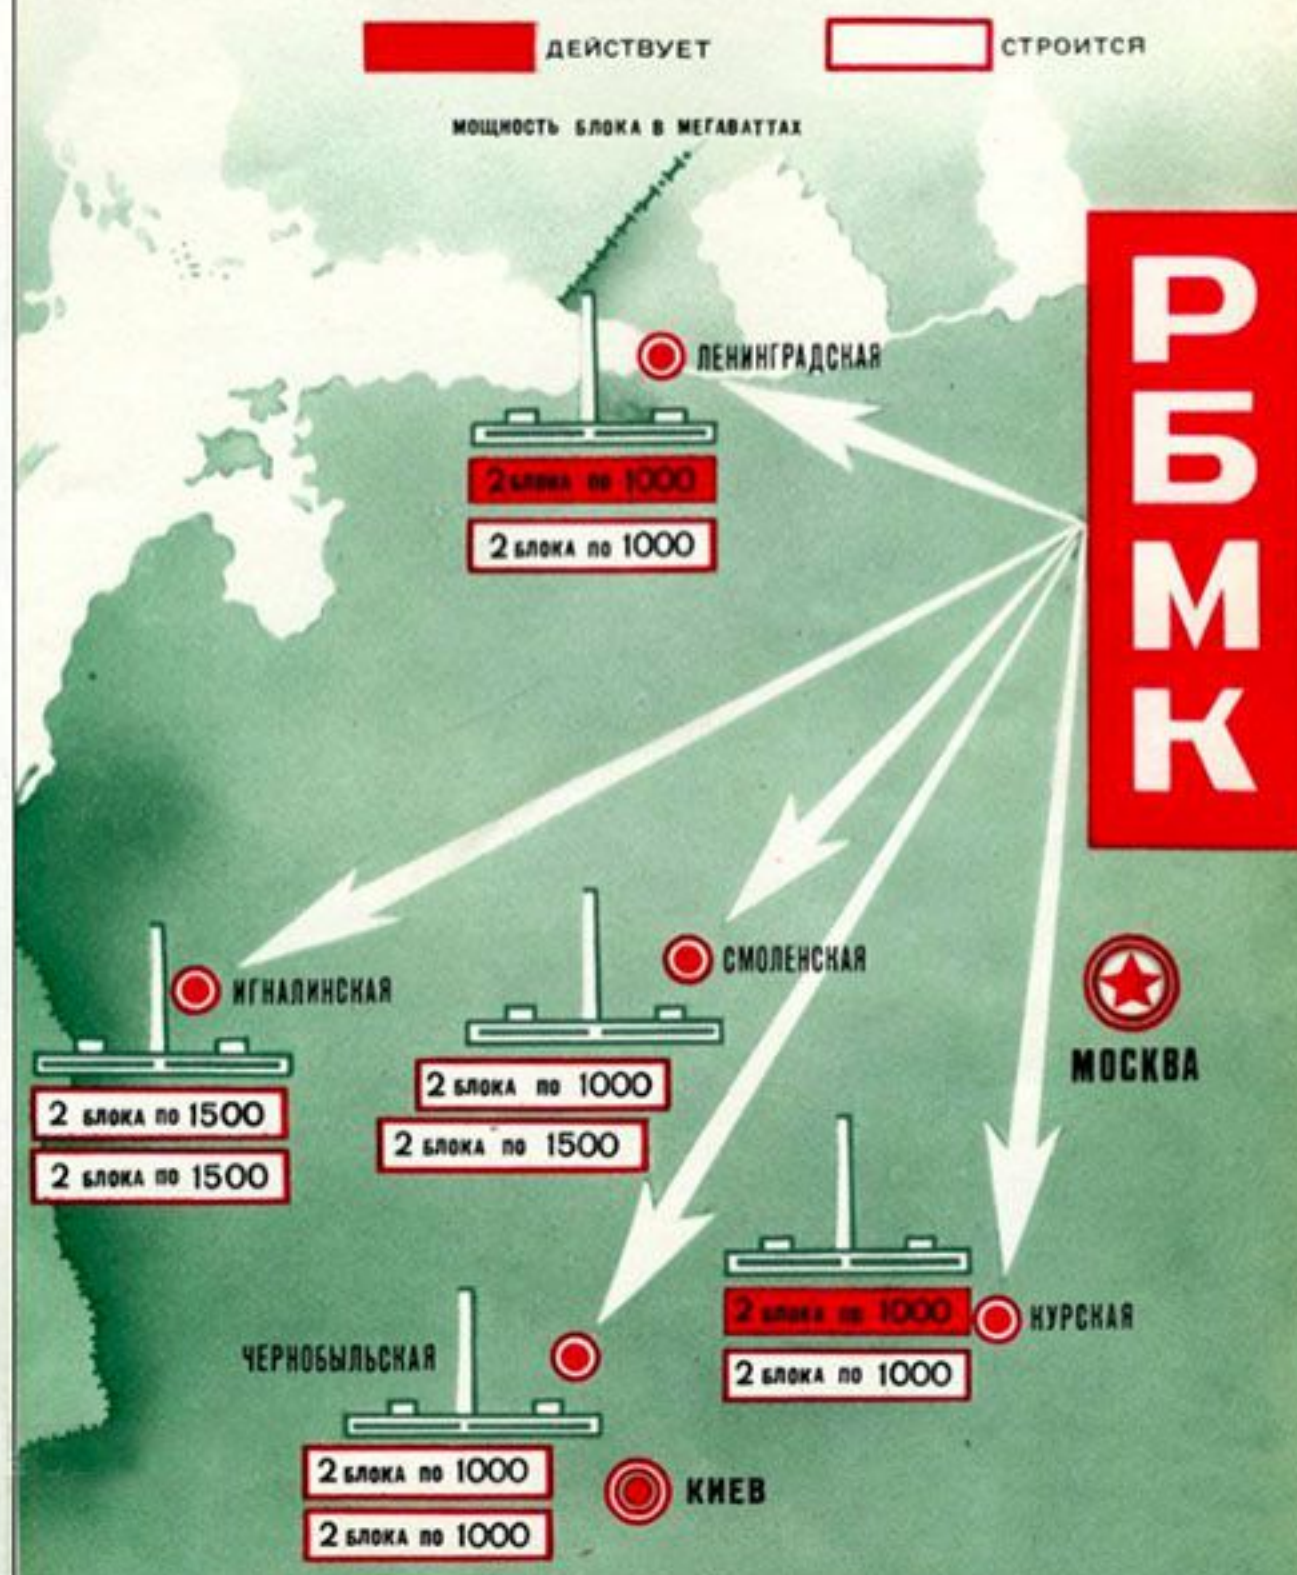 ДЕЙСТВУЕТ
СТРОИТСЯ
МОЩНОСТЬ БЛОКА В МЕГАВАТТАХ
РБМК
ЛЕНИНГРАДСКАЯ
2 БЛОКА ПО 1000
2 БЛОКА ПО 1000
ИГНАЛИНСКАЯ
2 БЛОКА ПО 1500
2 БЛОКА ПО 1500
СМОЛЕНСКАЯ
2 БЛОКА ПО 1000
2 БЛОКА ПО 1500
МОСКВА
2 БЛОКА ПО 1000
КУРСКАЯ
2 БЛОКА ПО 1000
ЧЕРНОБЫЛЬСКАЯ
2 БЛОКА ПО 1000
2 БЛОКА ПО 1000
КИЕВ